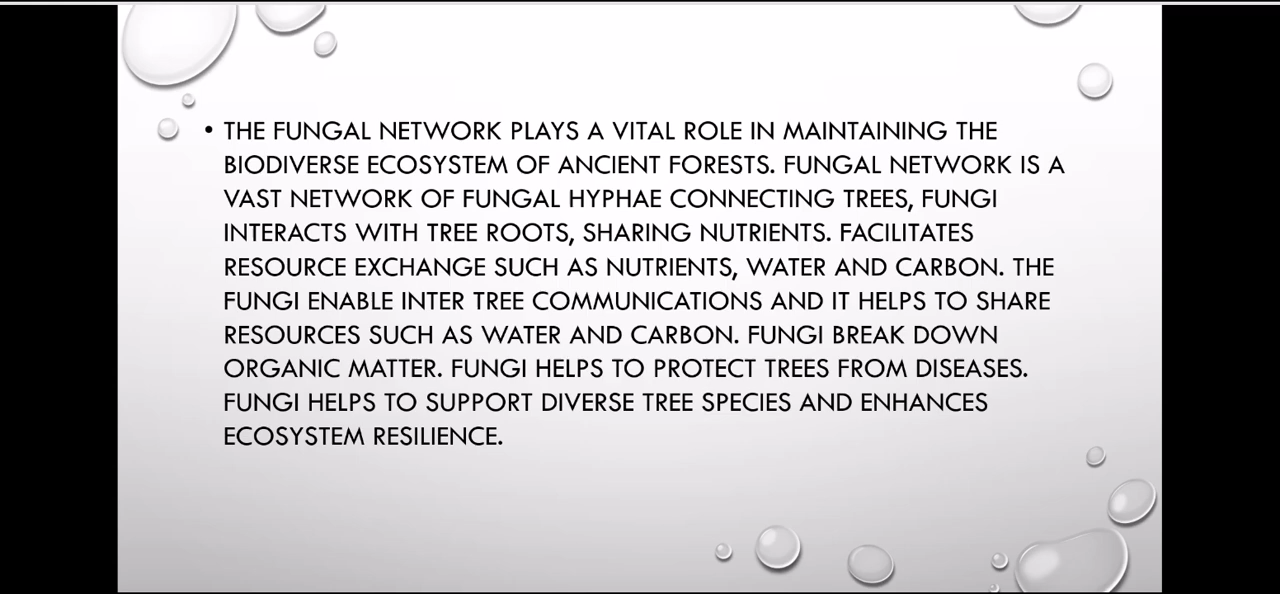 • THE FUNGAL NETWORK PLAYS A VITAL ROLE IN MAINTAINING THE
BIODIVERSE ECOSYSTEM OF ANCIENT FORESTS. FUNGAL NETWORK IS A
VAST NETWORK OF FUNGAL HYPHAE CONNECTING TREES, FUNGI
INTERACTS WITH TREE ROOTS, SHARING NUTRIENTS. FACILITATES
RESOURCE EXCHANGE SUCH AS NUTRIENTS, WATER AND CARBON. THE
FUNGI ENABLE INTER TREE COMMUNICATIONS AND IT HELPS TO SHARE
RESOURCES SUCH AS WATER AND CARBON. FUNGI BREAK DOWN
ORGANIC MATTER. FUNGI HELPS TO PROTECT TREES FROM DISEASES.
FUNGI HELPS TO SUPPORT DIVERSE TREE SPECIES AND ENHANCES
ECOSYSTEM RESILIENCE.